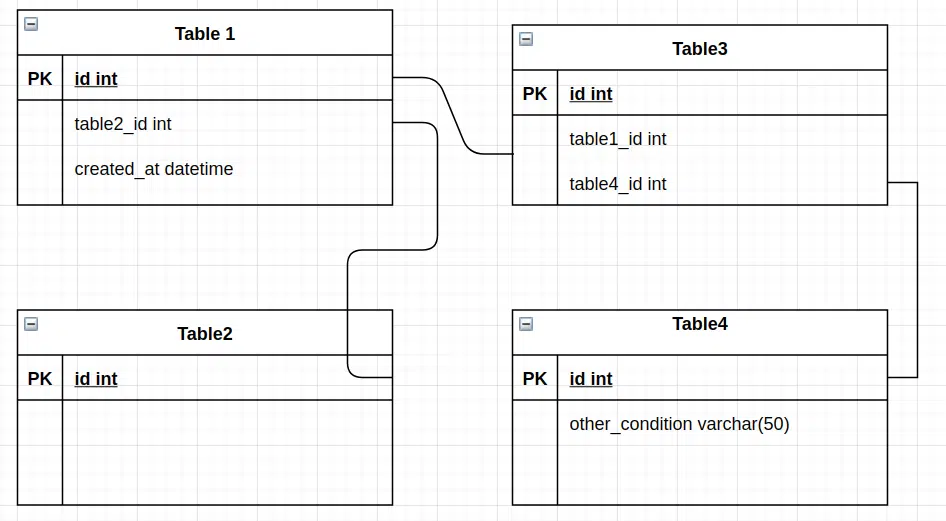 Table 1
PK id int
table2_id int
created_at datetime
Table3
PK id int
table1_id int
table4_id int
Table2
PK id int
Table4
PK id int
other_condition varchar(50)